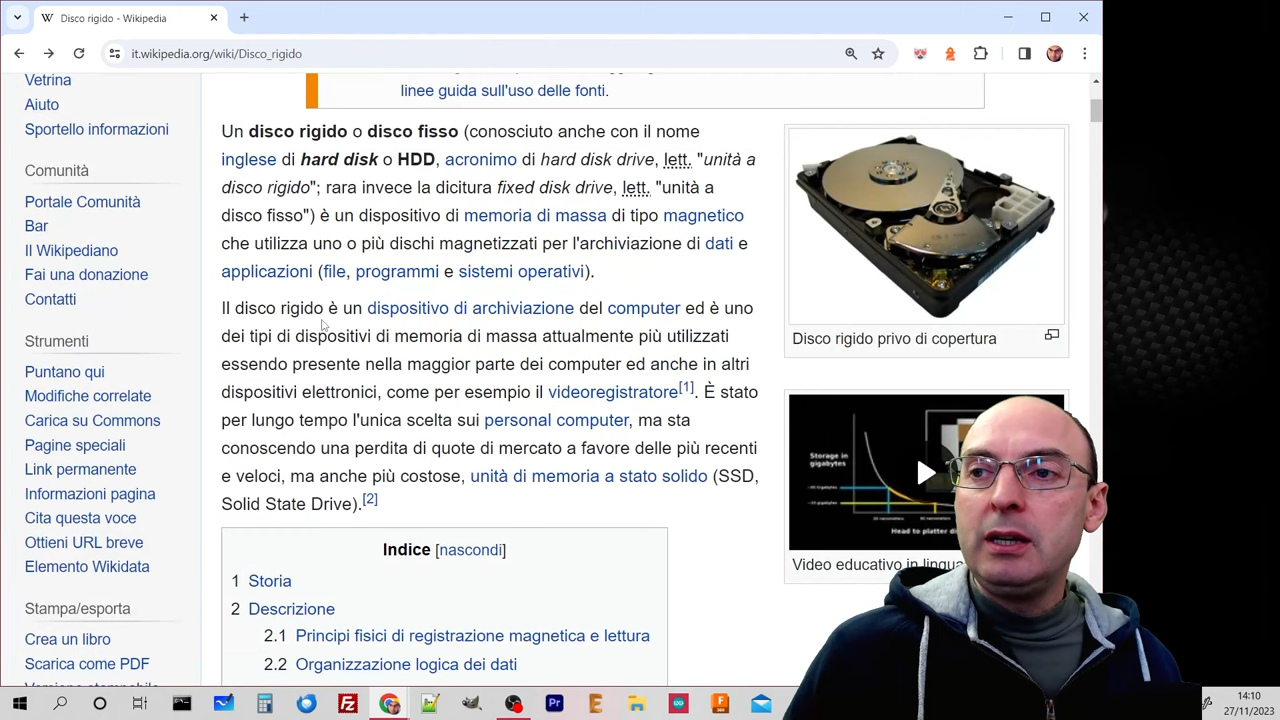 Disco rigido - Wikipedia
it.wikipedia.org/wiki/Disco_rigido
Vetrina
Aiuto
Sportello informazioni
Comunità
Portale Comunità
Bar
Il Wikipediano
Fai una donazione
Contatti
Strumenti
Puntano qui
Modifiche correlate
Carica su Commons
Pagine speciali
Link permanente
Informazioni pagina
Cita questa voce
Ottieni URL breve
Elemento Wikidata
Stampa/esporta
Crea un libro
Scarica come PDF
linee guida sull'uso delle fonti.
Un disco rigido o disco fisso (conosciuto anche con il nome
inglese di hard disk o HDD, acronimo di hard disk drive, lett. "unità a
disco rigido"; rara invece la dicitura fixed disk drive, lett. "unità a
disco fisso") è un dispositivo di memoria di massa di tipo magnetico
che utilizza uno o più dischi magnetizzati per l'archiviazione di dati e
applicazioni (file, programmi e sistemi operativi).
Il disco rigido è un dispositivo di archiviazione del computer ed è uno
dei tipi di dispositivi di memoria di massa attualmente più utilizzati
essendo presente nella maggior parte dei computer ed anche in altri
dispositivi elettronici, come per esempio il videoregistratore[1]. È stato
per lungo tempo l'unica scelta sui personal computer, ma sta
conoscendo una perdita di quote di mercato a favore delle più recenti
e veloci, ma anche più costose, unità di memoria a stato solido (SSD,
Solid State Drive).[2]
Indice [nascondi]
1 Storia
2 Descrizione
2.1 Principi fisici di registrazione magnetica e lettura
2.2 Organizzazione logica dei dati
Disco rigido privo di copertura
Storage in
gigabytes
Head to platter
Video educativo in lingua
14:10
27/11/2023